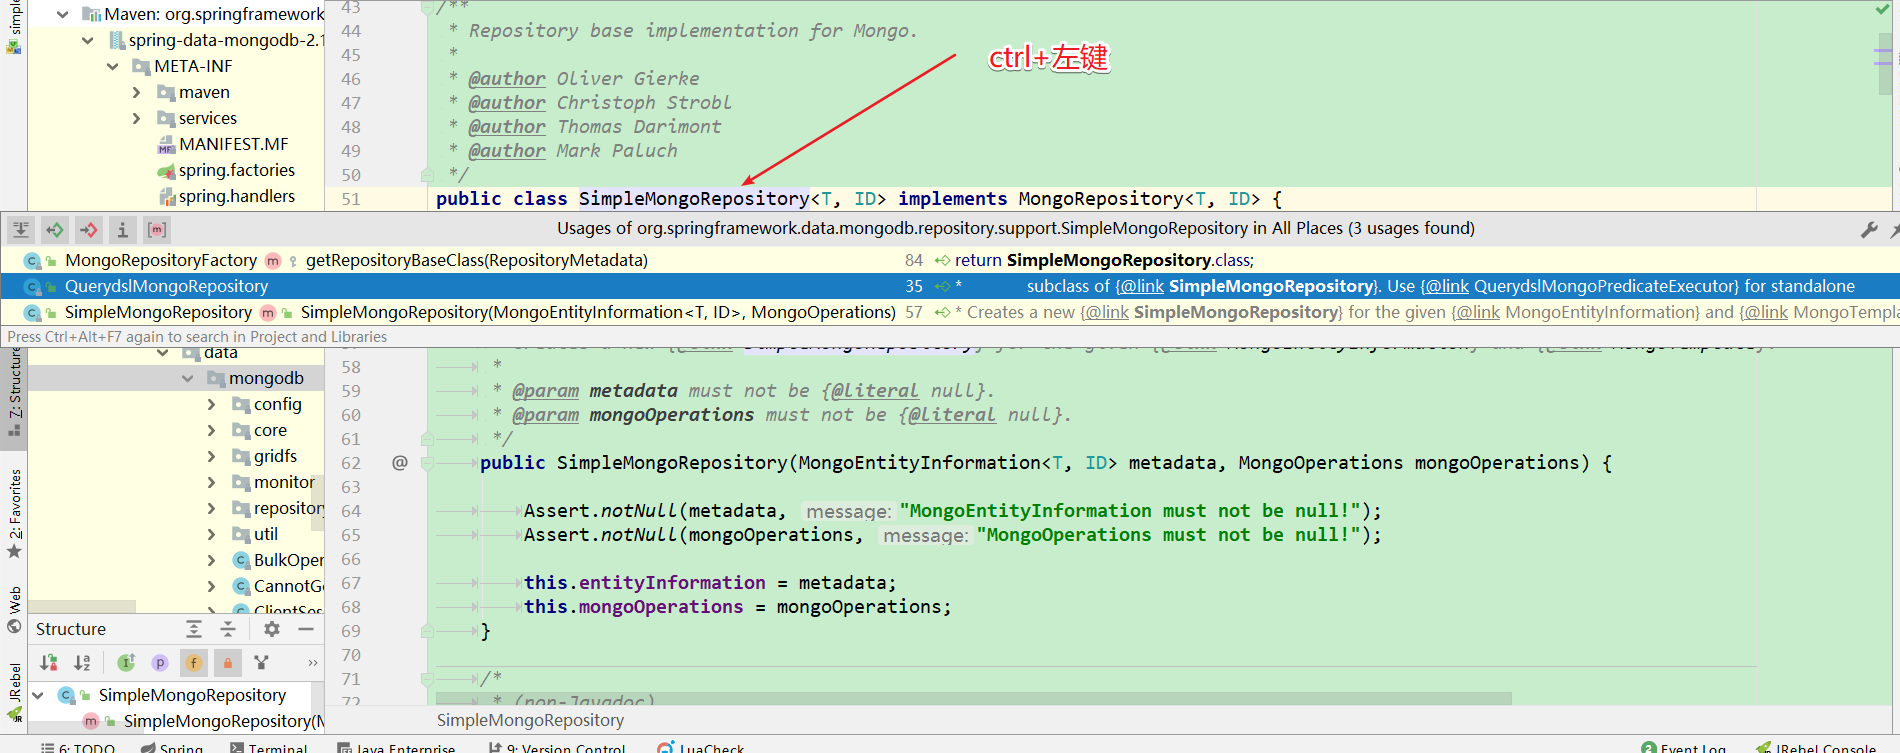 simple
Maven: org.springframework
spring-data-mongodb-2.1
META-INF
maven
services
MANIFEST.MF
spring.factories
spring.handlers
43 /**
44 * Repository base implementation for Mongo.
45 *
46 * @author Oliver Gierke
47 * @author Christoph Strobl
48 * @author Thomas Darimont
49 * @author Mark Paluch
50 */
51 public class SimpleMongoRepository<T, ID> implements MongoRepository<T, ID> {
ctrl+左键
Usages of org.springframework.data.mongodb.repository.support.SimpleMongoRepository in All Places (3 usages found)
MongoRepositoryFactory getRepositoryBaseClass(RepositoryMetadata) 84 return SimpleMongoRepository.class;
QuerydslMongoRepository 35 * subclass of {@link SimpleMongoRepository}. Use {@link QuerydslMongoPredicateExecutor} for standalone
SimpleMongoRepository SimpleMongoRepository(MongoEntityInformation<T, ID>, MongoOperations) 57 * Creates a new {@link SimpleMongoRepository} for the given {@link MongoEntityInformation} and {@link MongoTempla
Press Ctrl+Alt+F7 again to search in Project and Libraries
data
mongodb
config
core
gridfs
monitor
repository
util
BulkOper
CannotGe
ClientSes
58 *
59 * @param metadata must not be {@literal null}.
60 * @param mongoOperations must not be {@literal null}.
61 */
62 @ public SimpleMongoRepository(MongoEntityInformation<T, ID> metadata, MongoOperations mongoOperations) {
63
64 Assert.notNull(metadata, message: "MongoEntityInformation must not be null!");
65 Assert.notNull(mongoOperations, message: "MongoOperations must not be null!");
66
67 this.entityInformation = metadata;
68 this.mongoOperations = mongoOperations;
69 }
70
71 /*
72 * (non-Javadoc)
SimpleMongoRepository
7: Structure
2: Favorites
Web
JRebel
Structure
SimpleMongoRepository
SimpleMongoRepository(M
6: TODO Spring Terminal Java Enterprise 9: Version Control LuaCheck 2 Event Log JRebel Console